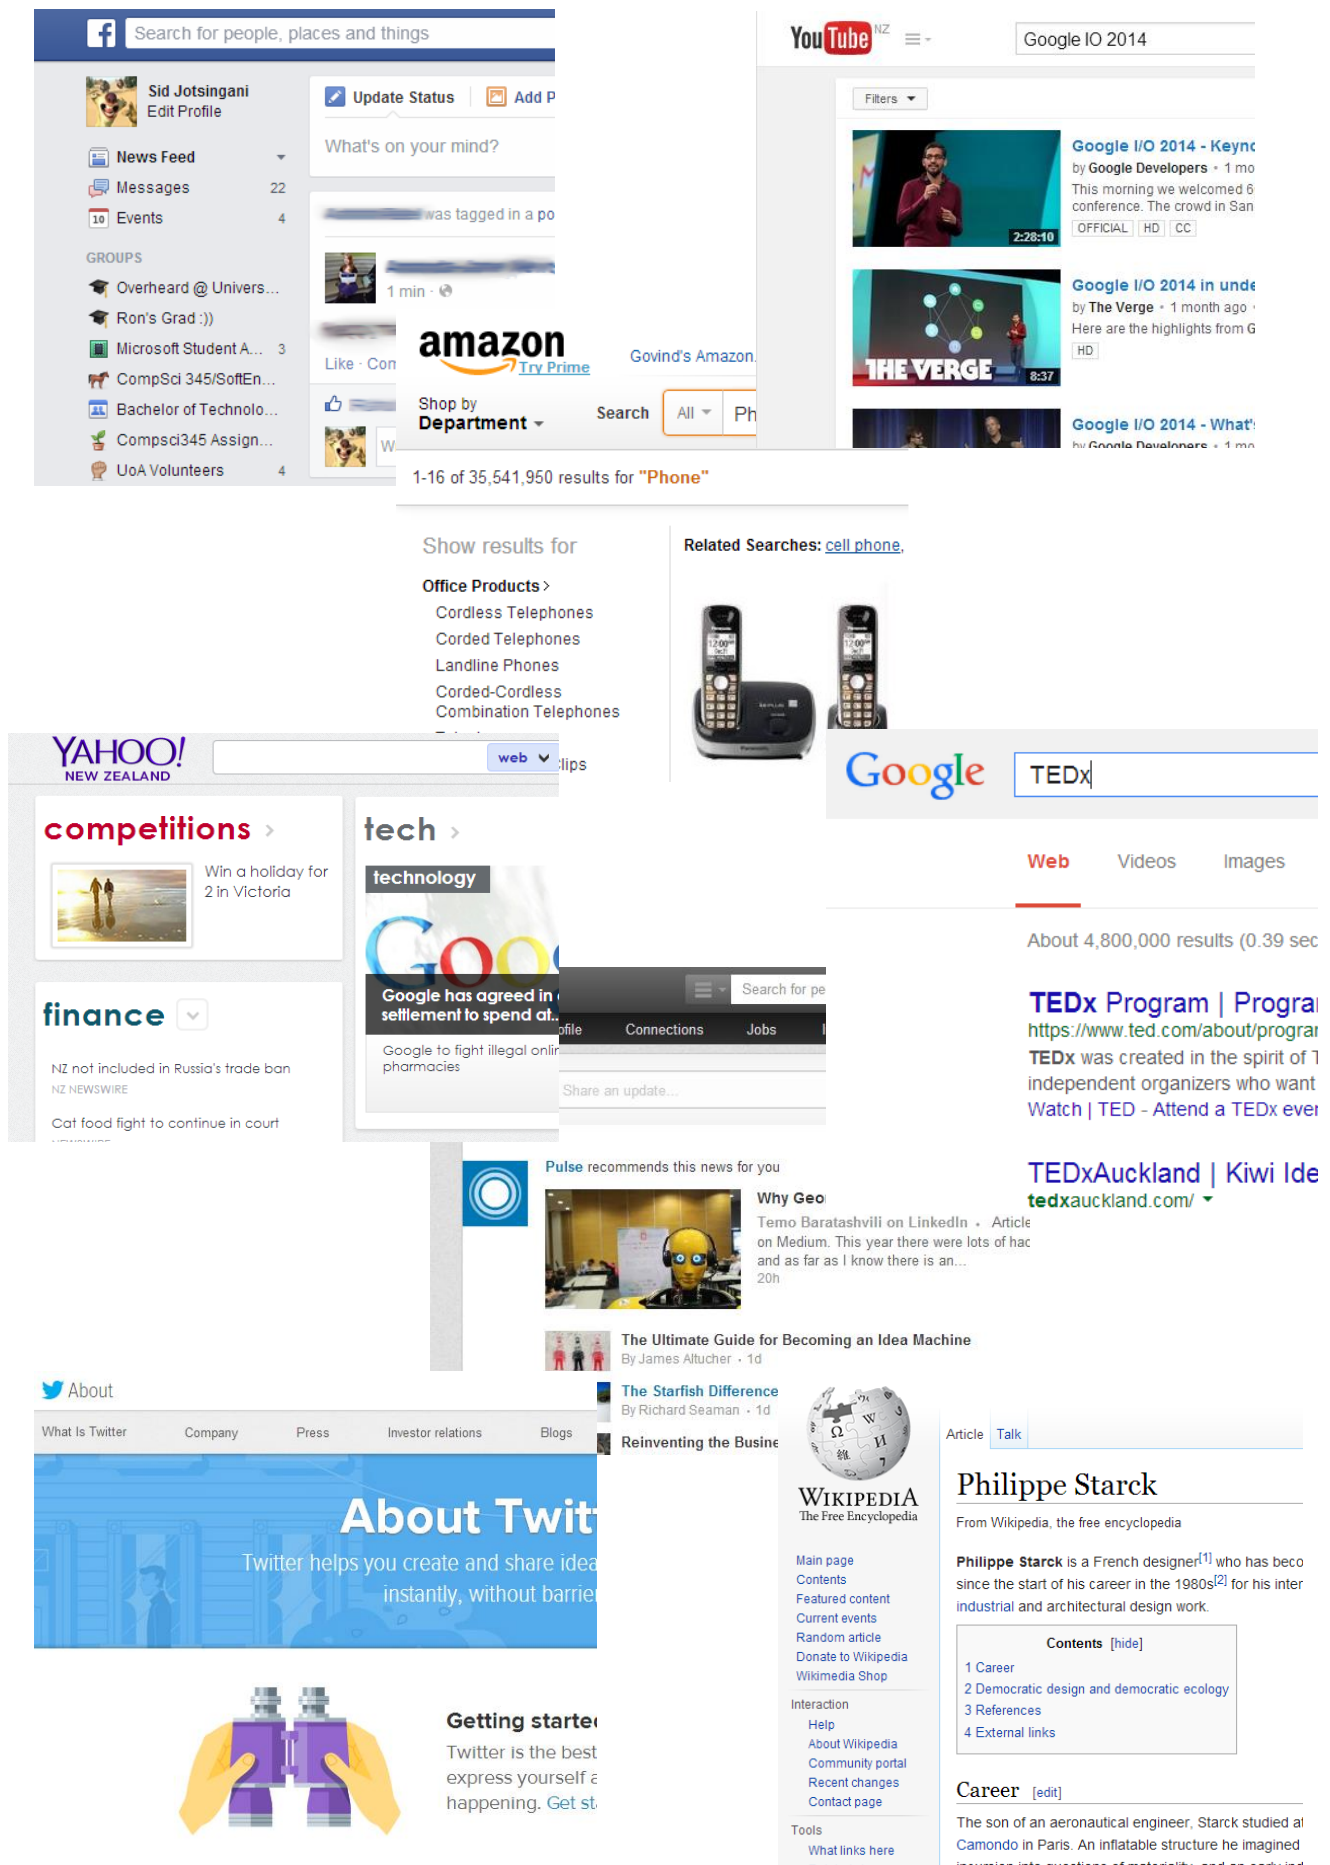 Search for people, places and things
Sid Jotsingani
Edit Profile
News Feed
Messages 22
10 Events 4
GROUPS
Overheard @ Univers...
Ron's Grad :))
Microsoft Student A... 3
CompSci 345/SoftEn...
Bachelor of Technolo...
Compsci345 Assign...
UoA Volunteers 4
Update Status Add P
What's on your mind?
was tagged in a po
1 min
Like · Com
W
YouTube NZ
Google IO 2014
Filters
Google I/O 2014 - Keyno
by Google Developers · 1 mo
This morning we welcomed 6
conference. The crowd in San
OFFICIAL HD CC
2:28:10
Google I/O 2014 in unde
by The Verge · 1 month ago ·
Here are the highlights from G
HD
THE VERGE
8:37
Google I/O 2014 - What's
by Google Developers · 1 mo
amazon
Try Prime
Govind's Amazon.
Shop by
Department
Search All Ph
1-16 of 35,541,950 results for "Phone"
Show results for
Office Products >
Cordless Telephones
Corded Telephones
Landline Phones
Corded-Cordless
Combination Telephones
Clips
Related Searches: cell phone,
12:00
12:00
Panasonic
YAHOO!
NEW ZEALAND
web
competitions >
Win a holiday for
2 in Victoria
finance
NZ not included in Russia's trade ban
NZ NEWSWIRE
Cat food fight to continue in court
NEWSWIRE
tech >
technology
Goog
Google has agreed in
settlement to spend at..
Google to fight illegal onlin
pharmacies
Google
TEDx
Web Videos Images
About 4,800,000 results (0.39 sec
TEDx Program | Progra
https://www.ted.com/about/progra
TEDx was created in the spirit of T
independent organizers who want
Watch | TED - Attend a TEDx ever
TEDxAuckland | Kiwi Ide
tedxauckland.com/
Search for pe
ofile Connections Jobs I
Share an update...
Pulse recommends this news for you
Why Geo
Temo Baratashvili on LinkedIn · Article
on Medium. This year there were lots of hac
and as far as I know there is an...
20h
The Ultimate Guide for Becoming an Idea Machine
By James Altucher · 1d
The Starfish Difference
By Richard Seaman · 1d
Reinventing the Busine
About
What Is Twitter Company Press Investor relations Blogs
About Twit
Twitter helps you create and share idea
instantly, without barrie
Getting starte
Twitter is the best
express yourself a
happening. Get sta
WIKIPEDIA
The Free Encyclopedia
Main page
Contents
Featured content
Current events
Random article
Donate to Wikipedia
Wikimedia Shop
Interaction
Help
About Wikipedia
Community portal
Recent changes
Contact page
Tools
What links here
Article Talk
Philippe Starck
From Wikipedia, the free encyclopedia
Philippe Starck is a French designer[1] who has beco
since the start of his career in the 1980s[2] for his inter
industrial and architectural design work.
Contents [hide]
1 Career
2 Democratic design and democratic ecology
3 References
4 External links
Career [edit]
The son of an aeronautical engineer, Starck studied at
Camondo in Paris. An inflatable structure he imagined